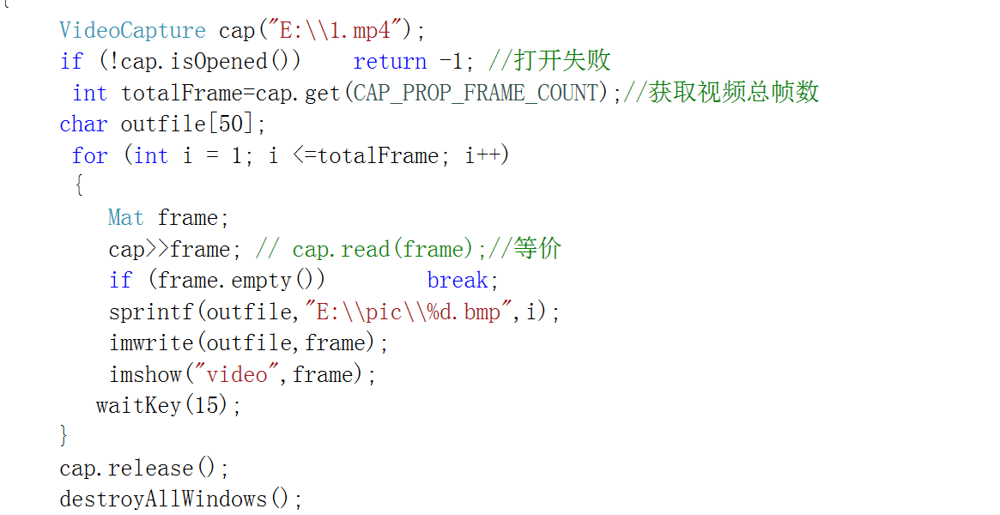 {
VideoCapture cap("E:\\1.mp4");
if (!cap.isOpened())    return -1; //打开失败
int totalFrame=cap.get(CAP_PROP_FRAME_COUNT);//获取视频总帧数
char outfile[50];
for (int i = 1; i <=totalFrame; i++)
{
Mat frame;
cap>>frame; // cap.read(frame);//等价
if (frame.empty())        break;
sprintf(outfile,"E:\\pic\\%d.bmp",i);
imwrite(outfile,frame);
imshow("video",frame);
waitKey(15);
}
cap.release();
destroyAllWindows();